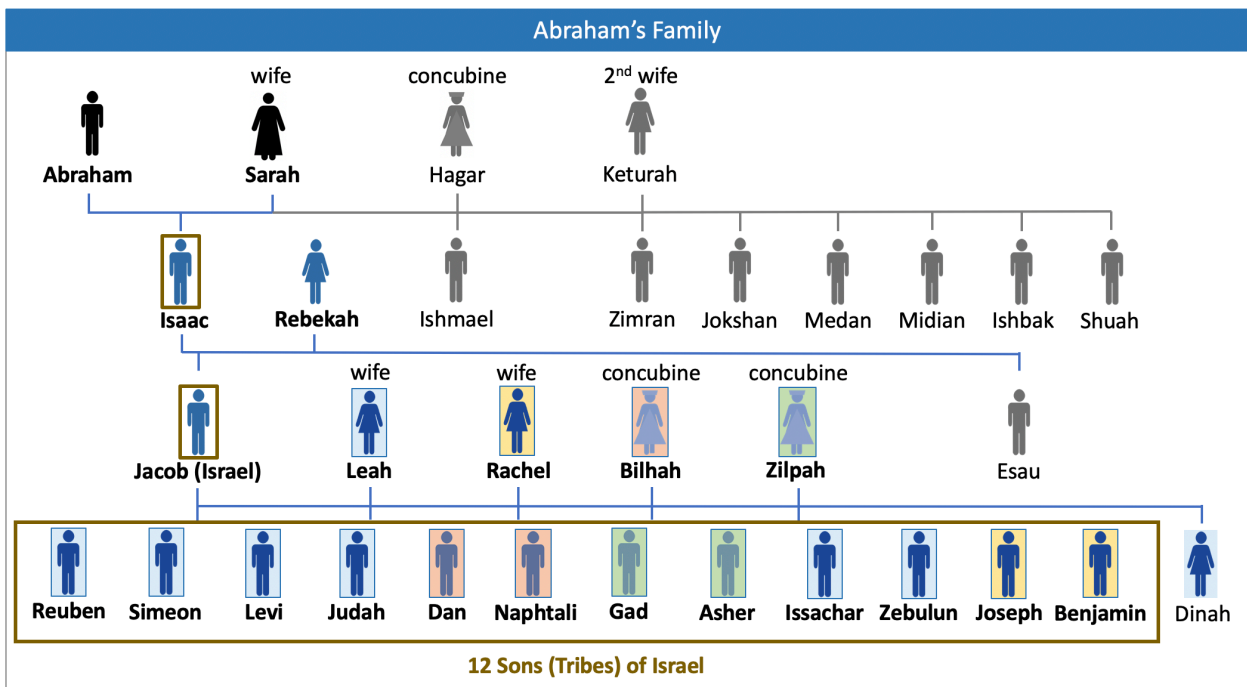 Abraham's Family
wife concubine 2nd wife
Abraham Sarah Hagar Keturah
Isaac Rebekah Ishmael Zimran Jokshan Medan Midian Ishbak Shuah
wife wife concubine concubine
Jacob (Israel) Leah Rachel Bilhah Zilpah Esau
Reuben Simeon Levi Judah Dan Naphtali Gad Asher Issachar Zebulun Joseph Benjamin Dinah
12 Sons (Tribes) of Israel